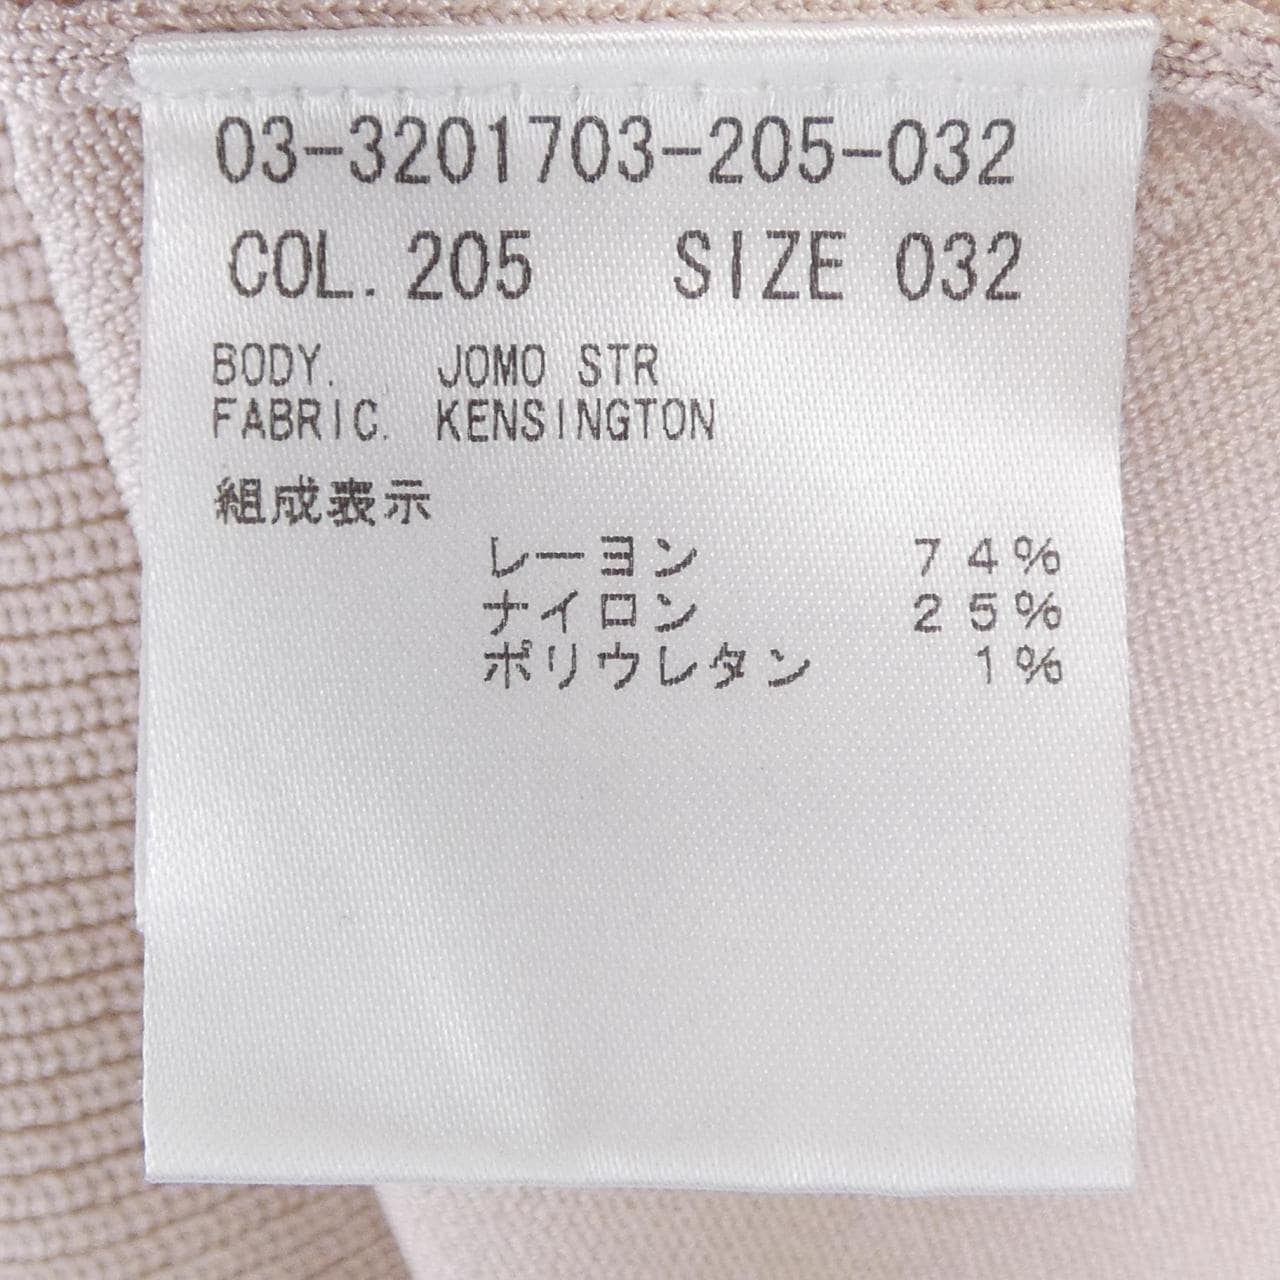 03-3201703-205-032
COL. 205 SIZE 032
BODY. JOMO STR
FABRIC. KENSINGTON
組成表示
レーヨン 74%
ナイロン 25%
ポリウレタン 1%